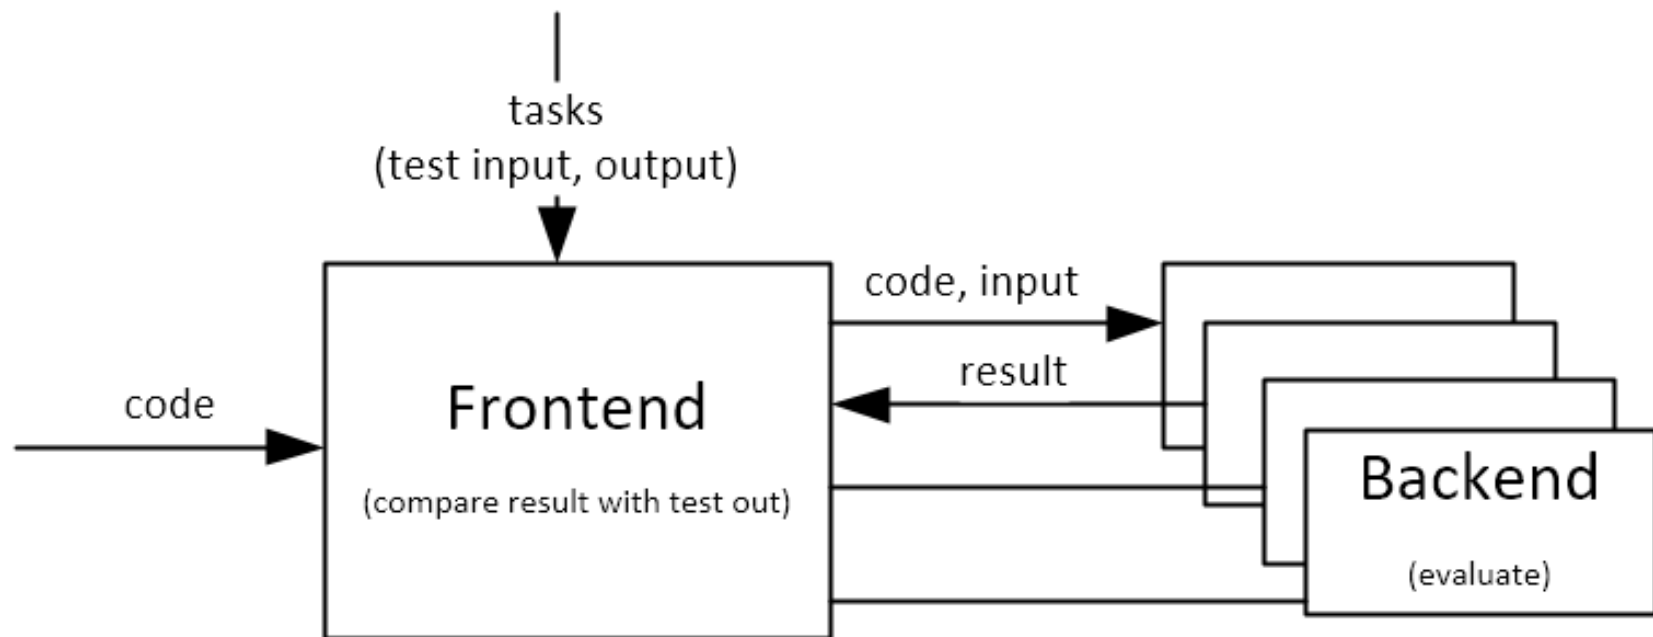 tasks
(test input, output)
code, input
result
code
Frontend
(compare result with test out)
Backend
(evaluate)